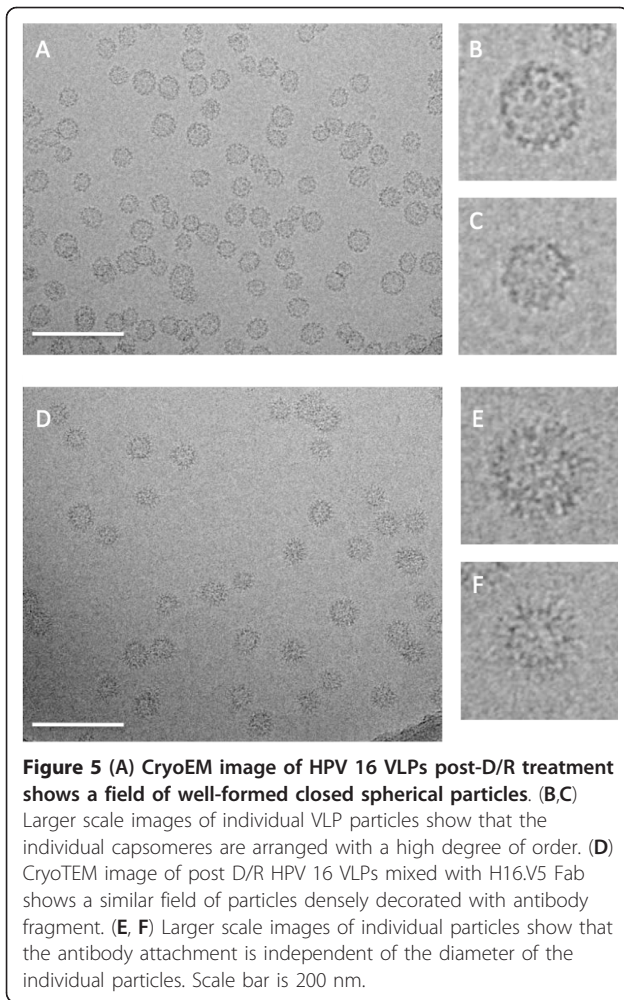 A
B
C
D
E
F
Figure 5 (A) CryoEM image of HPV 16 VLPs post-D/R treatment
shows a field of well-formed closed spherical particles. (B,C)
Larger scale images of individual VLP particles show that the
individual capsomeres are arranged with a high degree of order. (D)
CryoTEM image of post D/R HPV 16 VLPs mixed with H16.V5 Fab
shows a similar field of particles densely decorated with antibody
fragment. (E, F) Larger scale images of individual particles show that
the antibody attachment is independent of the diameter of the
individual particles. Scale bar is 200 nm.